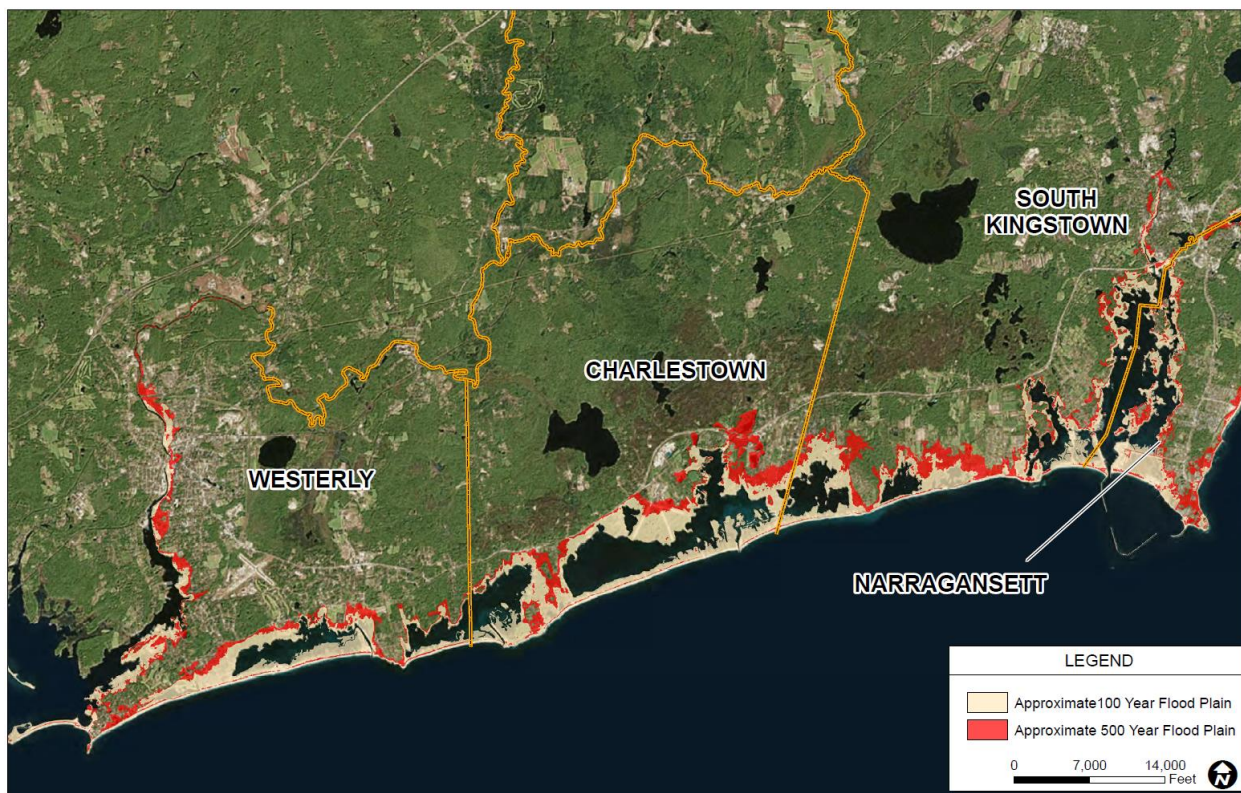 SOUTH
KINGSTOWN
CHARLESTOWN
WESTERLY
NARRAGANSETT
LEGEND
Approximate100 Year Flood Plain
Approximate 500 Year Flood Plain
0 7,000 14,000
Feet
N